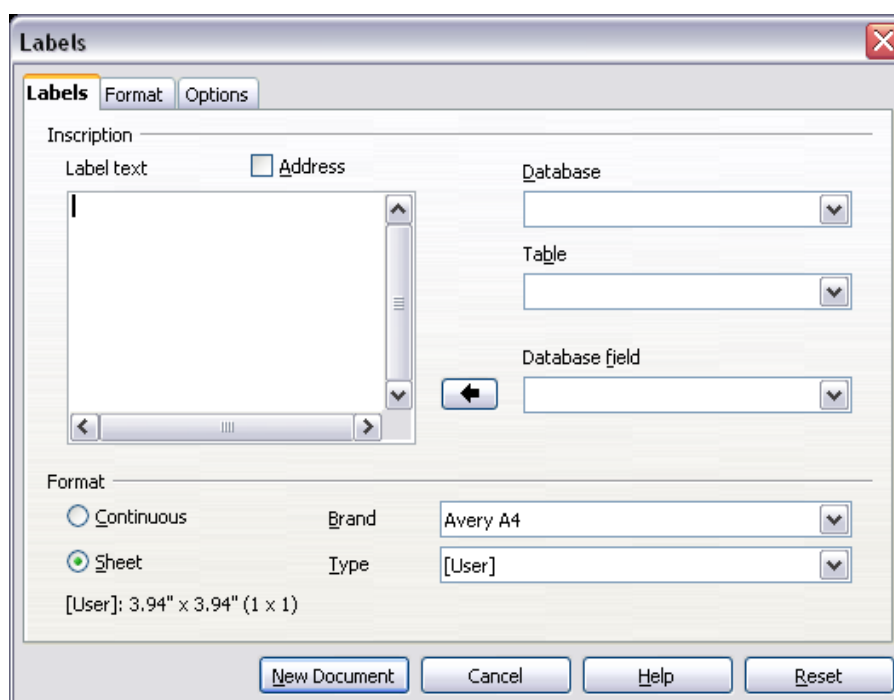 Labels
Labels Format Options
Inscription
Label text Address
Database
Table
Database field
Format
Continuous Brand Avery A4
Sheet Type [User]
[User]: 3.94" x 3.94" (1 x 1)
New Document Cancel Help Reset